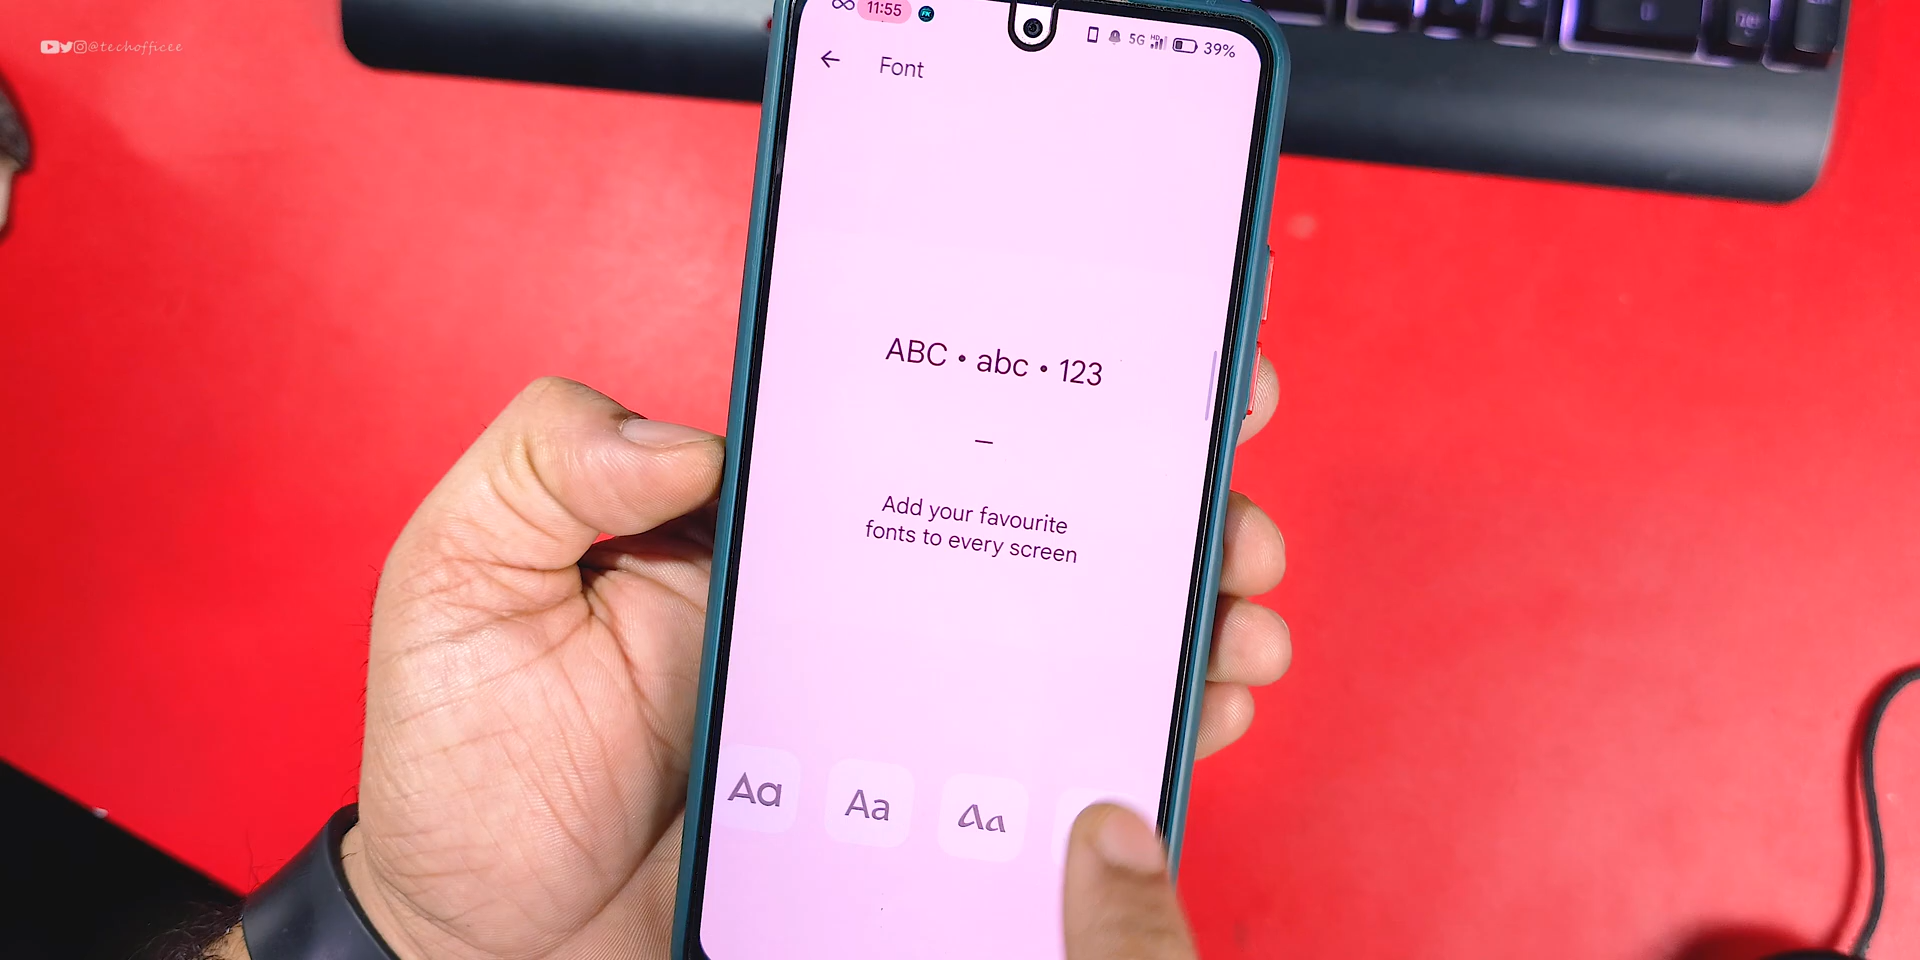 @techofficee
11:55
5G HD 39%
Font
ABC • abc • 123
Add your favourite
fonts to every screen
Aa Aa Aa